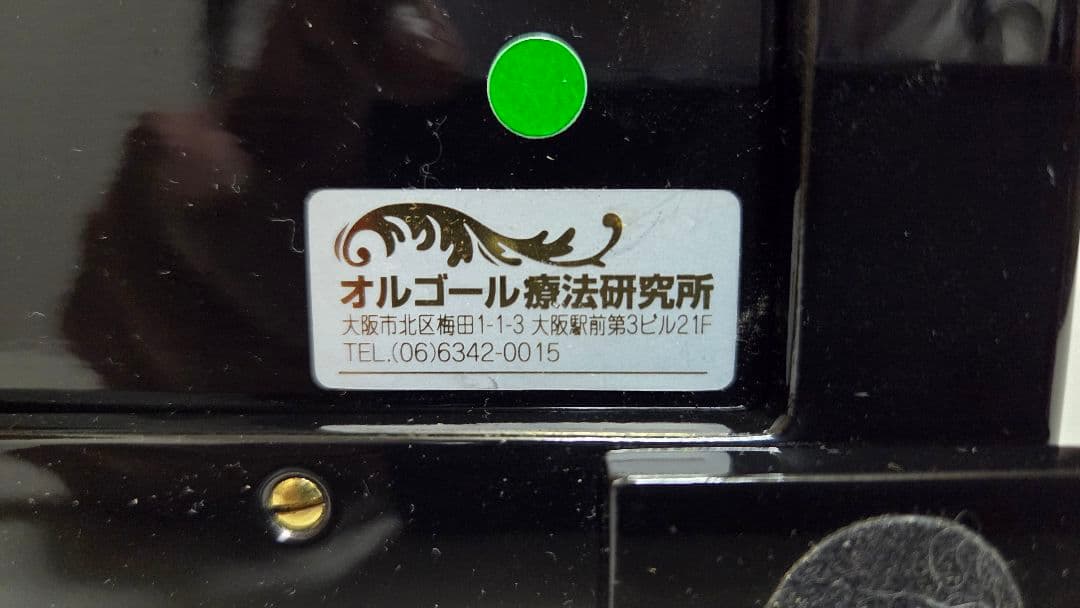 オルゴール療法研究所
大阪市北区梅田1-1-3 大阪駅前第3ビル21F
TEL.(06)6342-0015